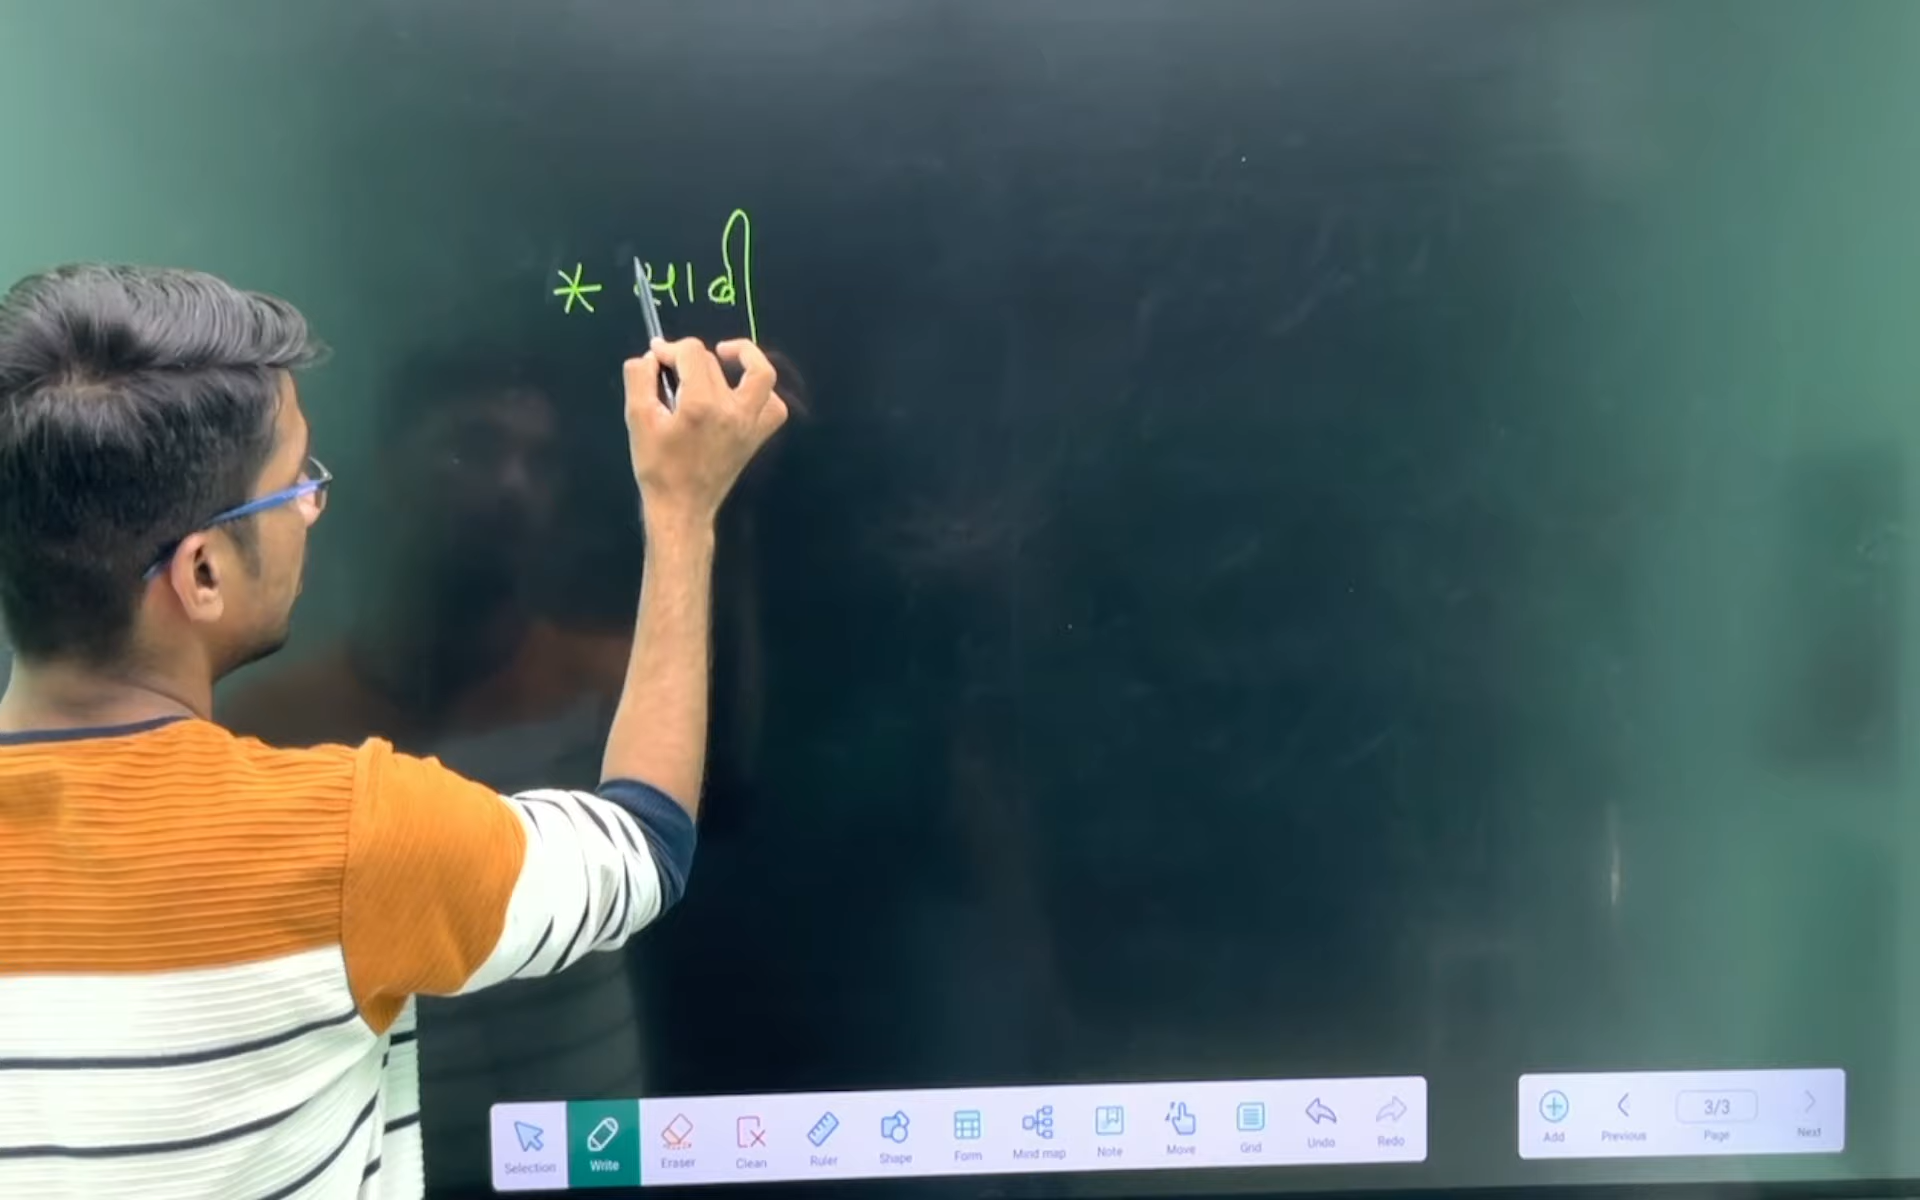 *
Selection Write Eraser Clean Ruler Shape Form Mind map Note Move Grid Undo Redo
Add Previous 3/3 Page Next